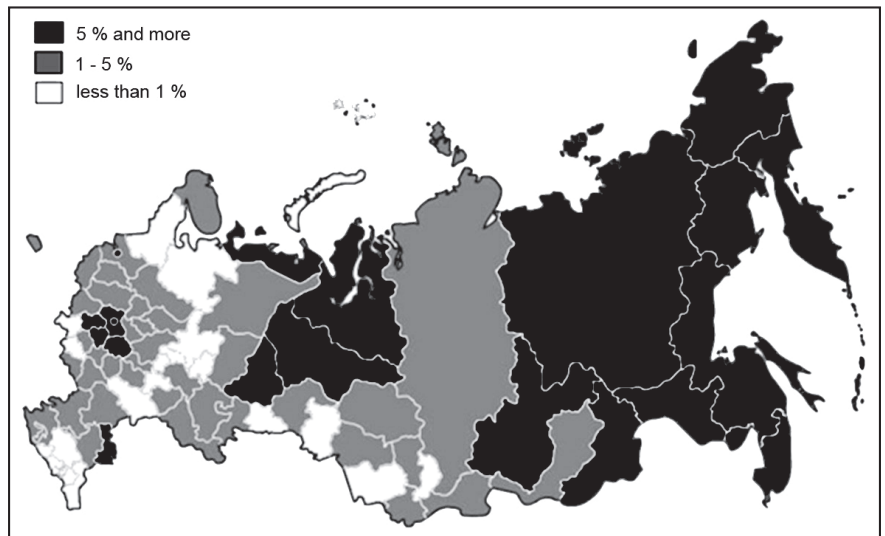 5 % and more
1 - 5 %
less than 1 %